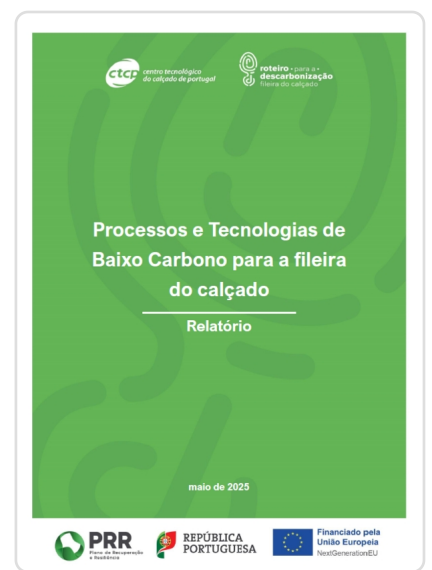 ctcp
centro tecnológico
do calçado de portugal
roteiro • para a •
descarbonização
fileira do calçado
Processos e Tecnologias de
Baixo Carbono para a fileira
do calçado
Relatório
maio de 2025
PRR
Plano de Recuperação
e Resiliência
REPÚBLICA
PORTUGUESA
Financiado pela
União Europeia
NextGenerationEU